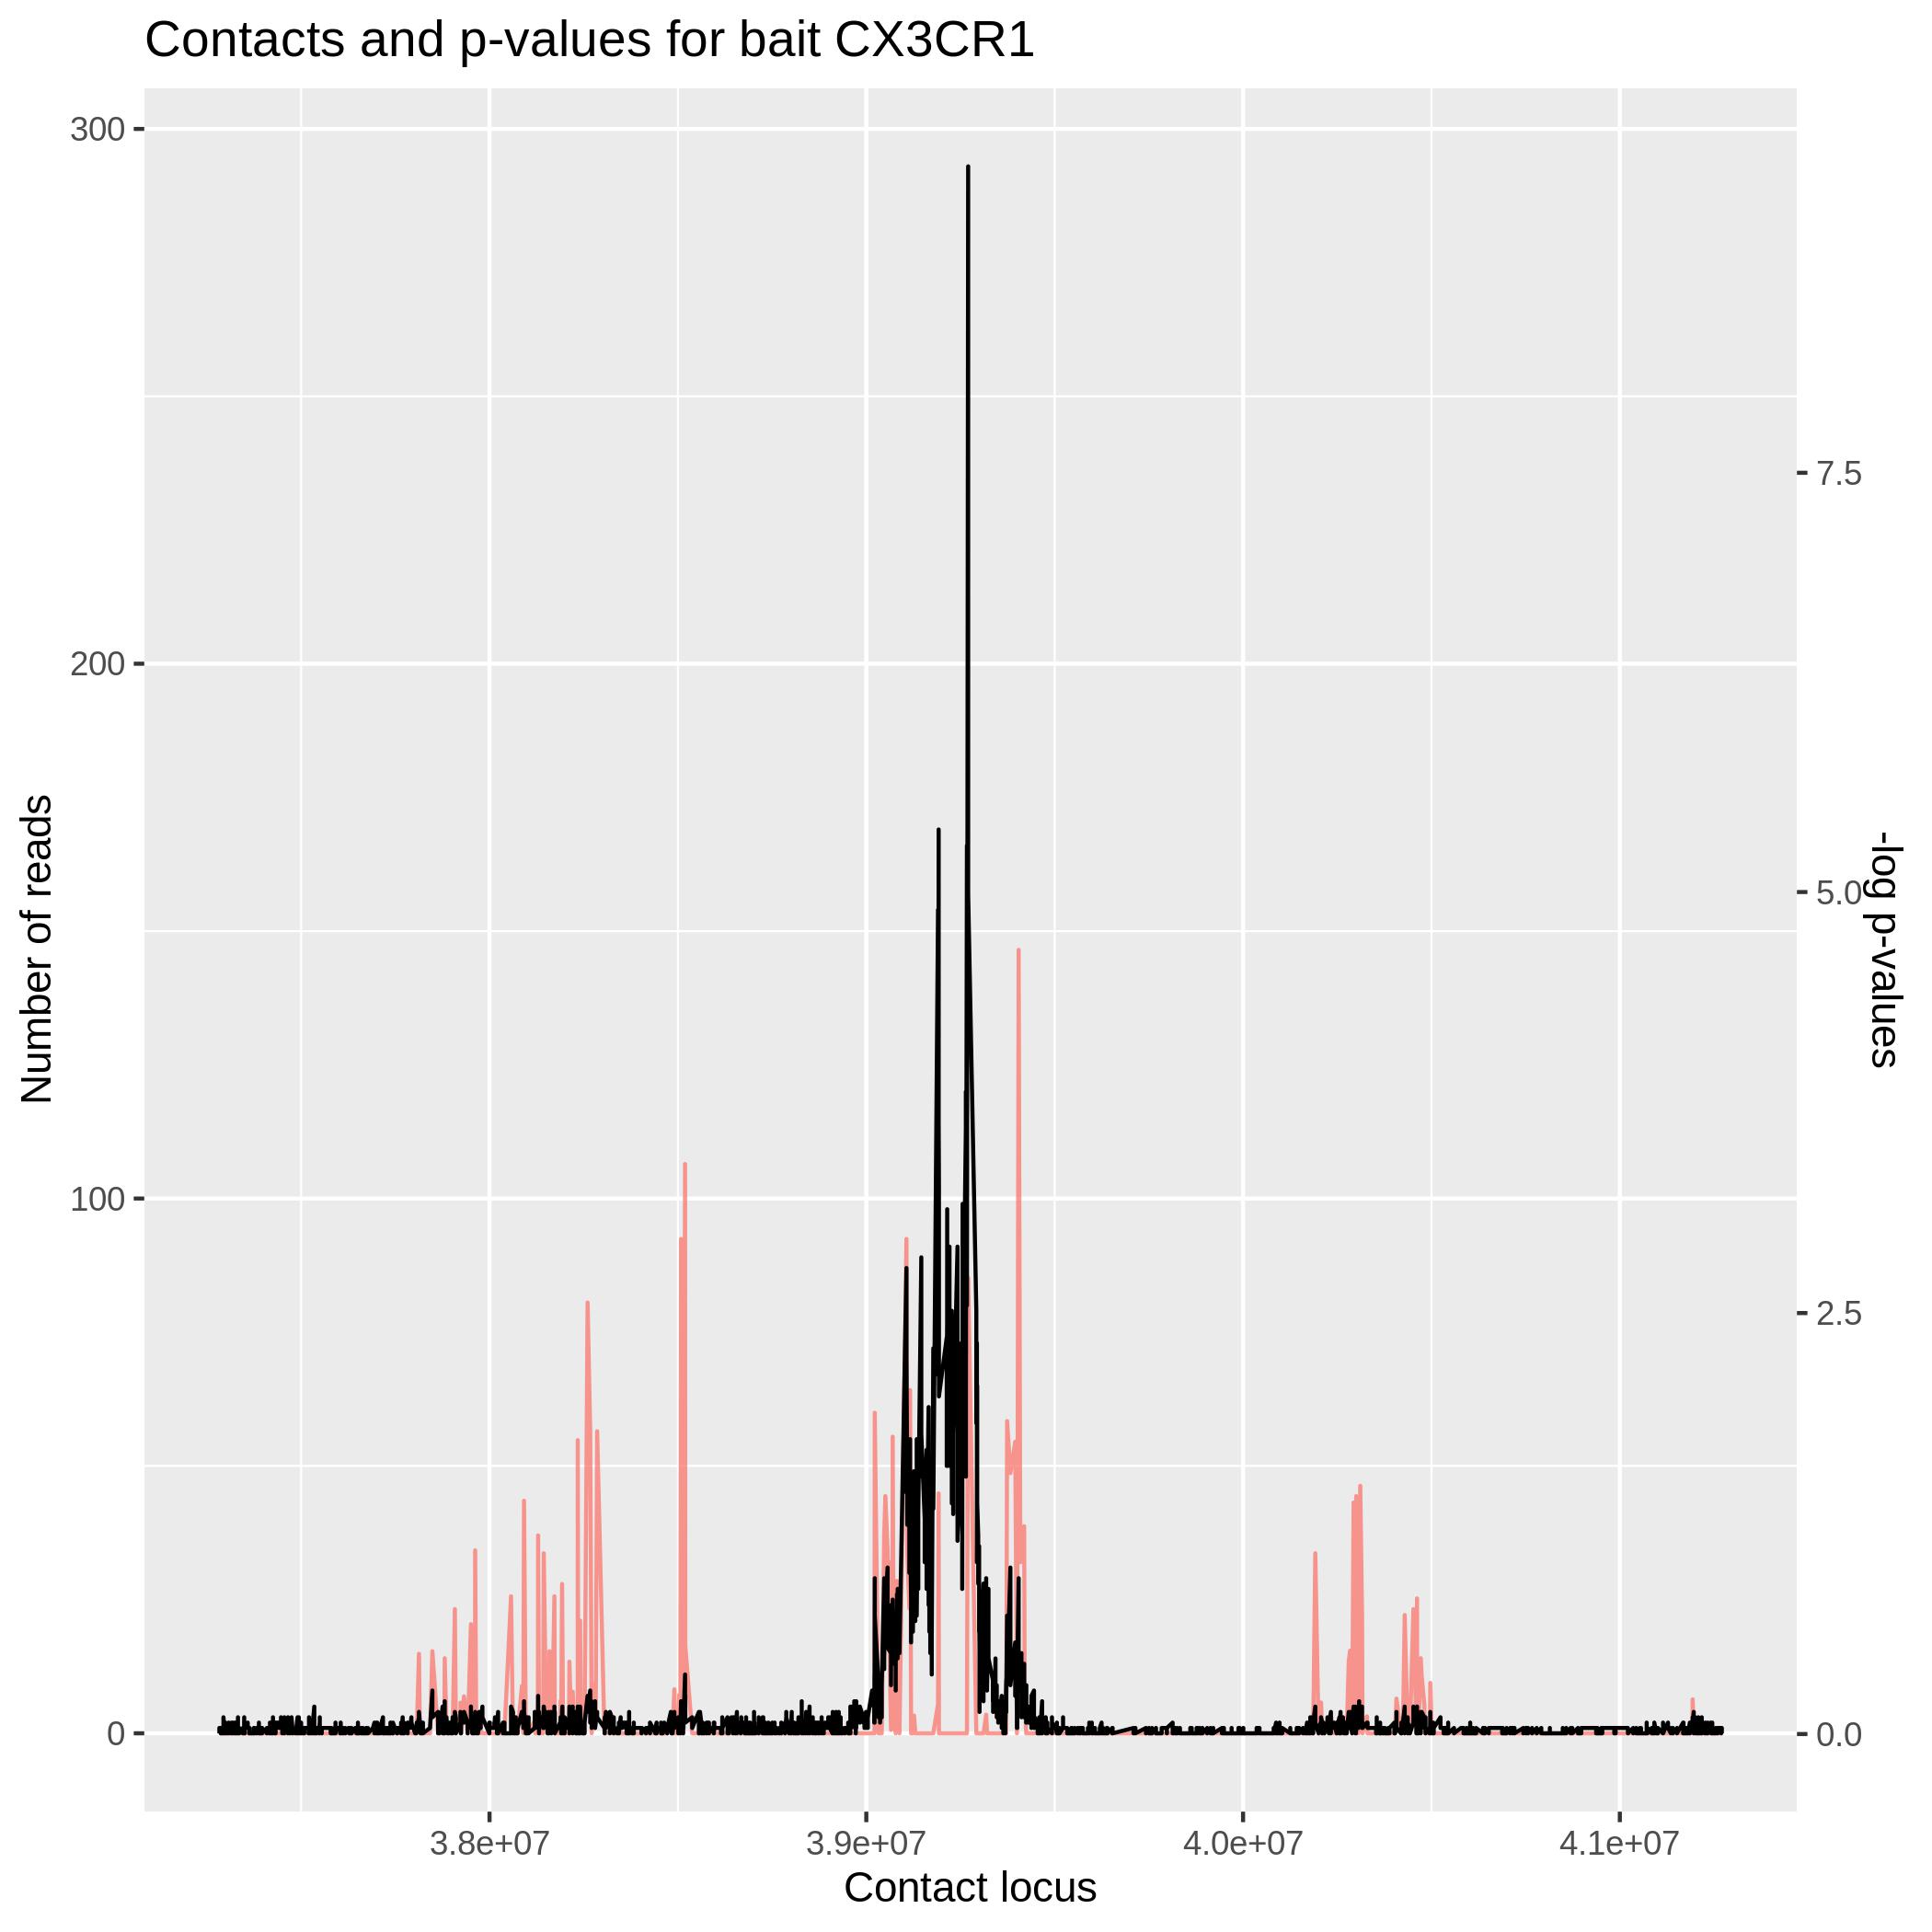 Contacts and p-values for bait CX3CR1
300
200
100
0
Number of reads
7.5
5.0
2.5
0.0
-log p-values
3.8e+07
3.9e+07
4.0e+07
4.1e+07
Contact locus